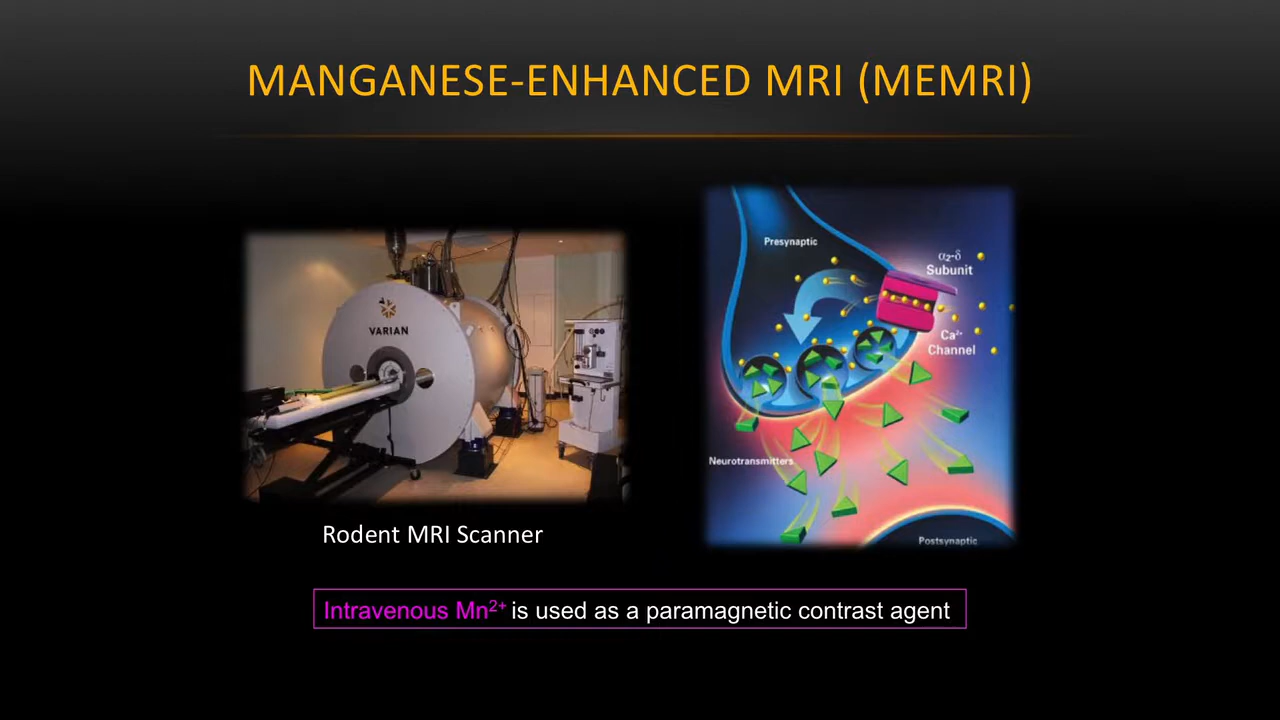 MANGANESE-ENHANCED MRI (MEMRI)
VARIAN
Rodent MRI Scanner
Presynaptic
α₂-δ
Subunit
Ca²⁺
Channel
Neurotransmitters
Postsynaptic
Intravenous Mn²⁺ is used as a paramagnetic contrast agent